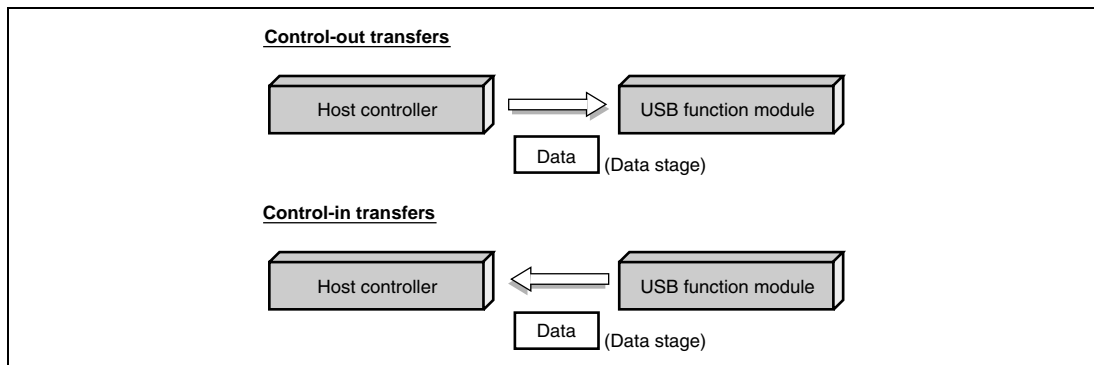 Control-out transfers
Host controller
USB function module
Data
(Data stage)
Control-in transfers
Host controller
USB function module
Data
(Data stage)